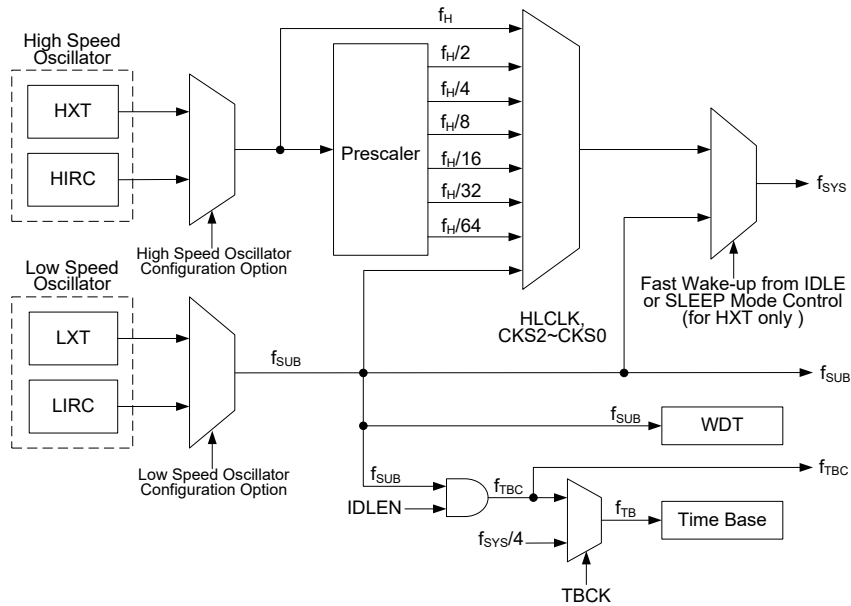 High Speed
Oscillator
HXT
HIRC
High Speed Oscillator
Configuration Option
Low Speed
Oscillator
LXT
LIRC
Low Speed Oscillator
Configuration Option
fH
Prescaler
fH/2
fH/4
fH/8
fH/16
fH/32
fH/64
HLCLK,
CKS2~CKS0
fSYS
Fast Wake-up from IDLE
or SLEEP Mode Control
(for HXT only )
fSUB
fSUB
fSUB
WDT
fSUB
IDLEN
fTBC
fTBC
fSYS/4
fTB
Time Base
TBCK